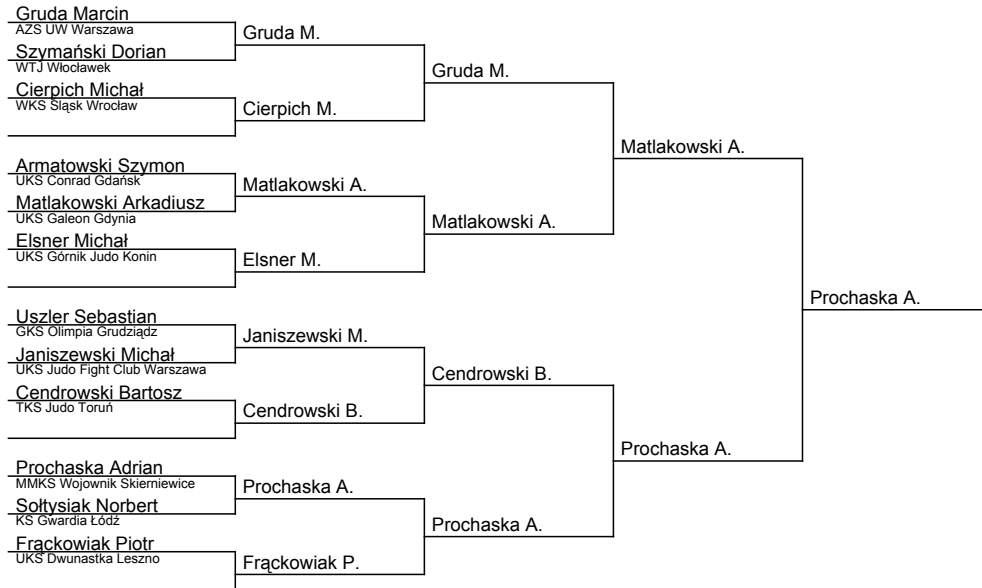 Gruda Marcin
AZS UW Warszawa
Szymański Dorian
WTJ Włocławek
Cierpich Michał
WKS Śląsk Wrocław
Armatowski Szymon
UKS Conrad Gdańsk
Matlakowski Arkadiusz
UKS Galeon Gdynia
Elsner Michał
UKS Górnik Judo Konin
Uszler Sebastian
GKS Olimpia Grudziądz
Janiszewski Michał
UKS Judo Fight Club Warszawa
Cendrowski Bartosz
TKS Judo Toruń
Prochaska Adrian
MMKS Wojownik Skierniewice
Sołtysiak Norbert
KS Gwardia Łódź
Frąckowiak Piotr
UKS Dwunastka Leszno
Gruda M.
Cierpich M.
Matlakowski A.
Elsner M.
Janiszewski M.
Cendrowski B.
Prochaska A.
Frąckowiak P.
Gruda M.
Matlakowski A.
Cendrowski B.
Prochaska A.
Matlakowski A.
Prochaska A.
Prochaska A.